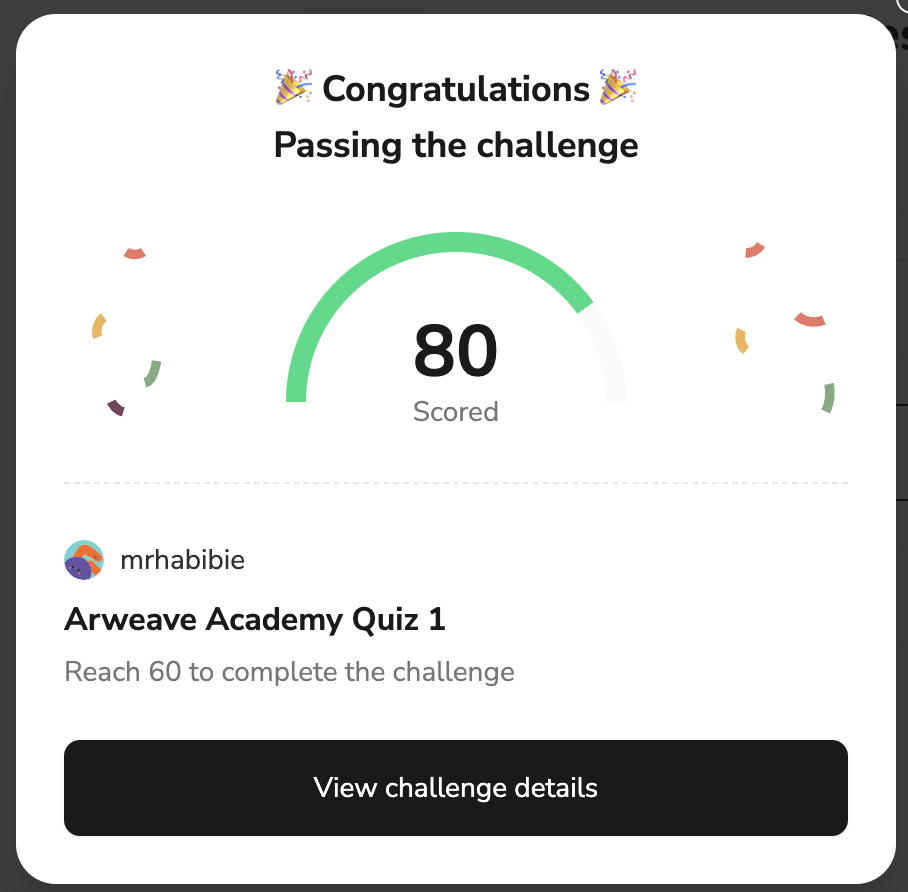 🎉 Congratulations 🎉
Passing the challenge
80
Scored
mrhabibie
Arweave Academy Quiz 1
Reach 60 to complete the challenge
View challenge details